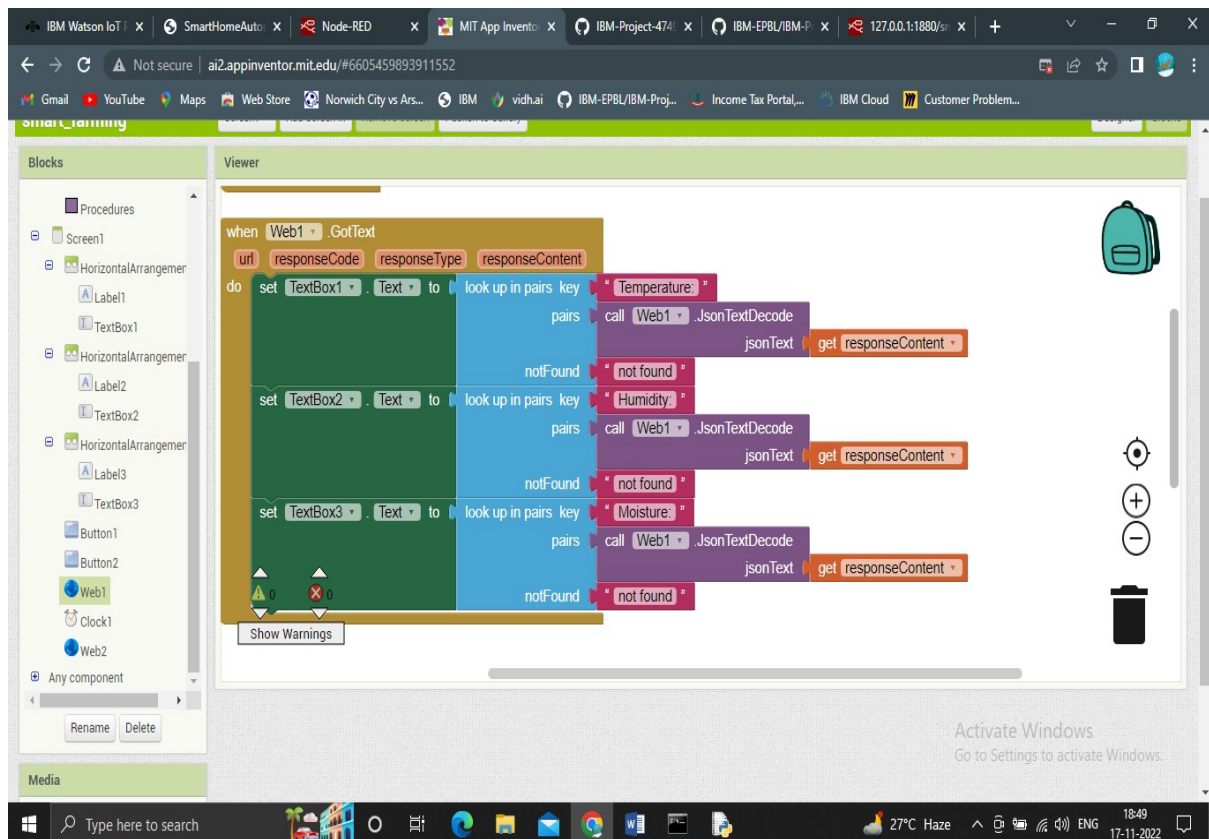 IBM Watson IoT P
SmartHomeAuto
Node-RED
MIT App Invento
IBM-Project-474
IBM-EPBL/IBM-P
127.0.0.1:1880/sm
Not secure | ai2.appinventor.mit.edu/#6605459893911552
Gmail YouTube Maps Web Store Norwich City vs Ars... IBM vidh.ai IBM-EPBL/IBM-Proj... Income Tax Portal,... IBM Cloud Customer Problem...
smart_farming
Blocks
Procedures
Screen1
HorizontalArrangemer
Label1
TextBox1
HorizontalArrangemer
Label2
TextBox2
HorizontalArrangemer
Label3
TextBox3
Button1
Button2
Web1
Clock1
Web2
Any component
Rename Delete
Media
Viewer
when Web1 .GotText
url responseCode responseType responseContent
do set TextBox1 . Text to look up in pairs key " Temperature: "
pairs call Web1 .JsonTextDecode
jsonText get responseContent
notFound " not found "
set TextBox2 . Text to look up in pairs key " Humidity: "
pairs call Web1 .JsonTextDecode
jsonText get responseContent
notFound " not found "
set TextBox3 . Text to look up in pairs key " Moisture: "
pairs call Web1 .JsonTextDecode
jsonText get responseContent
0 0 notFound " not found "
Show Warnings
Activate Windows
Go to Settings to activate Windows.
Type here to search
27°C Haze
ENG
18:49
17-11-2022